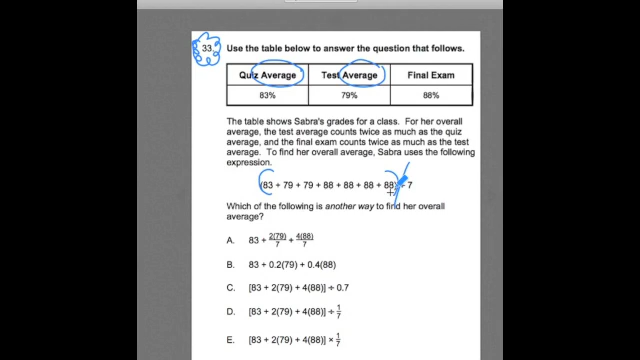 33. Use the table below to answer the question that follows.
Quiz Average Test Average Final Exam
83% 79% 88%
The table shows Sabra's grades for a class. For her overall
average, the test average counts twice as much as the quiz
average, and the final exam counts twice as much as the test
average. To find her overall average, Sabra uses the following
expression.
(83 + 79 + 79 + 88 + 88 + 88 + 88) ÷ 7
Which of the following is another way to find her overall
average?
A. 83 + 2(79)/7 + 4(88)/7
B. 83 + 0.2(79) + 0.4(88)
C. [83 + 2(79) + 4(88)] ÷ 0.7
D. [83 + 2(79) + 4(88)] ÷ 1/7
E. [83 + 2(79) + 4(88)] × 1/7